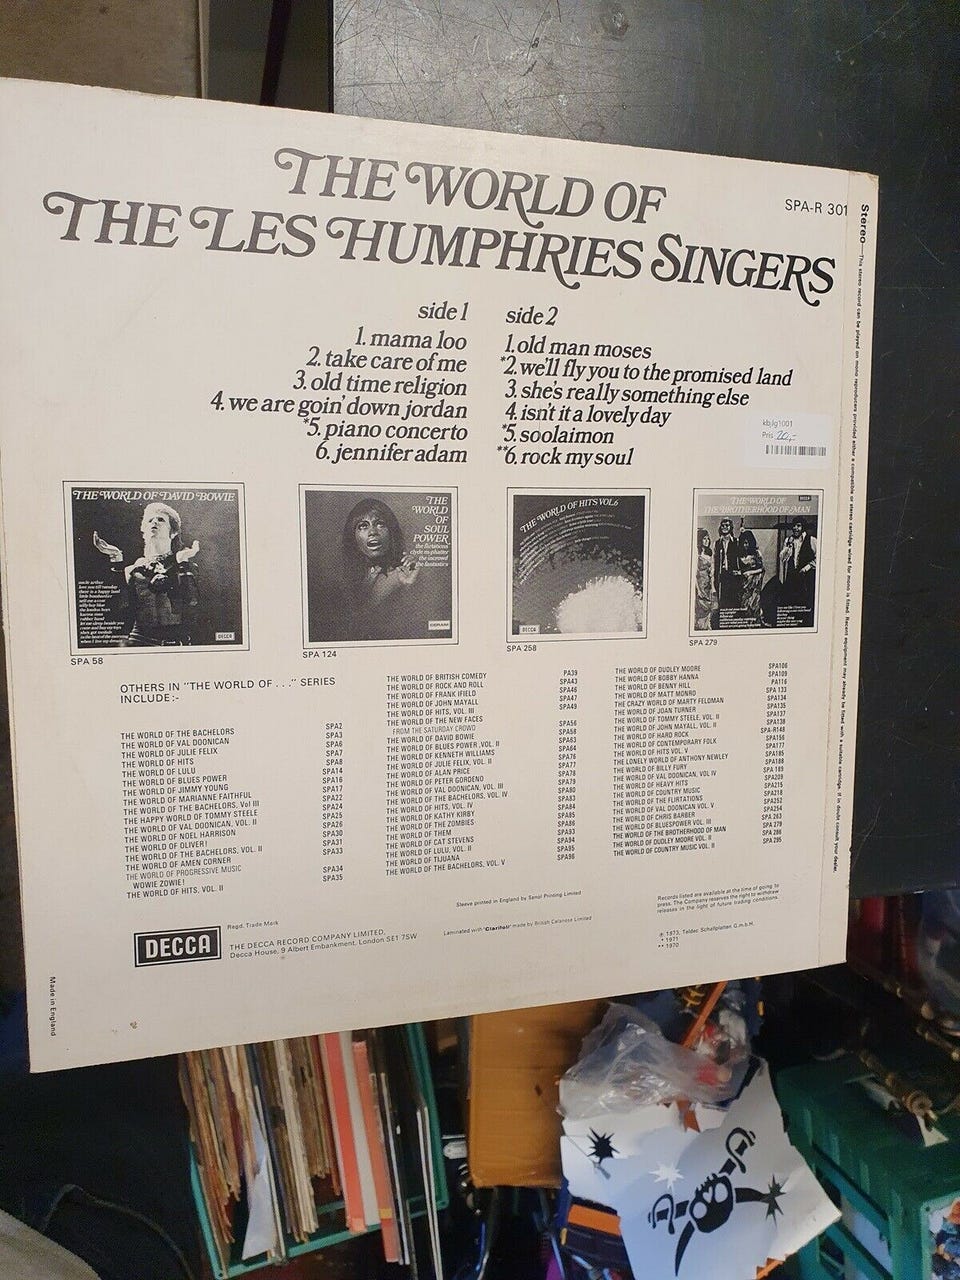 THE WORLD OF
THE LES HUMPHRIES SINGERS
SPA-R 301
Stereo
side 1
1. mama loo
2. take care of me
3. old time religion
4. we are goin' down jordan
*5. piano concerto
6. jennifer adam
side 2
1. old man moses
*2. we'll fly you to the promised land
3. she's really something else
4. isn't it a lovely day
*5. soolaimon
**6. rock my soul
kbjlg1001
Pris 20,-
THE WORLD OF DAVID BOWIE
DECCA
SPA 58
THE
WORLD
OF
SOUL
POWER
DERAM
SPA 124
THE WORLD OF HITS VOL.6
DECCA
SPA 258
THE WORLD OF
THE BROTHERHOOD OF MAN
SPA 279
OTHERS IN "THE WORLD OF . . ." SERIES
INCLUDE:-
THE WORLD OF THE BACHELORS SPA2
THE WORLD OF VAL DOONICAN SPA3
THE WORLD OF JULIE FELIX SPA6
THE WORLD OF HITS SPA7
THE WORLD OF LULU SPA8
THE WORLD OF BLUES POWER SPA14
THE WORLD OF JIMMY YOUNG SPA16
THE WORLD OF MARIANNE FAITHFUL SPA17
THE WORLD OF THE BACHELORS, Vol III SPA22
THE HAPPY WORLD OF TOMMY STEELE SPA24
THE WORLD OF VAL DOONICAN, VOL. II SPA25
THE WORLD OF NOEL HARRISON SPA26
THE WORLD OF OLIVER! SPA30
THE WORLD OF THE BACHELORS, VOL. II SPA31
THE WORLD OF AMEN CORNER SPA33
THE WORLD OF PROGRESSIVE MUSIC
WOWIE ZOWIE! SPA34
THE WORLD OF HITS, VOL. II SPA35
THE WORLD OF BRITISH COMEDY PA39
THE WORLD OF ROCK AND ROLL SPA43
THE WORLD OF FRANK IFIELD SPA46
THE WORLD OF JOHN MAYALL SPA47
THE WORLD OF HITS, VOL. III SPA49
THE WORLD OF THE NEW FACES
FROM THE SATURDAY CROWD SPA56
THE WORLD OF DAVID BOWIE SPA58
THE WORLD OF BLUES POWER, VOL. II SPA63
THE WORLD OF KENNETH WILLIAMS SPA64
THE WORLD OF JULIE FELIX, VOL. II SPA76
THE WORLD OF ALAN PRICE SPA77
THE WORLD OF PETER GORDENO SPA78
THE WORLD OF VAL DOONICAN, VOL. III SPA79
THE WORLD OF THE BACHELORS, VOL. IV SPA80
THE WORLD OF HITS, VOL. IV SPA83
THE WORLD OF KATHY KIRBY SPA84
THE WORLD OF THE ZOMBIES SPA85
THE WORLD OF THEM SPA86
THE WORLD OF CAT STEVENS SPA93
THE WORLD OF LULU, VOL. II SPA94
THE WORLD OF TIJUANA SPA95
THE WORLD OF THE BACHELORS, VOL. V SPA96
THE WORLD OF DUDLEY MOORE SPA106
THE WORLD OF BOBBY HANNA SPA109
THE WORLD OF BENNY HILL PA116
THE WORLD OF MATT MONRO SPA 133
THE CRAZY WORLD OF MARTY FELDMAN SPA134
THE WORLD OF JOAN TURNER SPA135
THE WORLD OF TOMMY STEELE, VOL. II SPA137
THE WORLD OF JOHN MAYALL, VOL. II SPA138
THE WORLD OF HARD ROCK SPA-R148
THE WORLD OF CONTEMPORARY FOLK SPA156
THE WORLD OF HITS VOL. V SPA177
THE LONELY WORLD OF ANTHONY NEWLEY SPA185
THE WORLD OF BILLY FURY SPA188
THE WORLD OF VAL DOONICAN, VOL IV SPA 189
THE WORLD OF HEAVY HITS SPA209
THE WORLD OF COUNTRY MUSIC SPA215
THE WORLD OF THE FLIRTATIONS SPA218
THE WORLD OF VAL DOONICAN VOL. V SPA252
THE WORLD OF CHRIS BARBER SPA254
THE WORLD OF BLUESPOWER VOL. III SPA 263
THE WORLD OF THE BROTHERHOOD OF MAN SPA 279
THE WORLD OF DUDLEY MOORE VOL. II SPA 286
THE WORLD OF COUNTRY MUSIC VOL. II SPA 295
Sleeve printed in England by Senol Printing Limited
Records listed are available at the time of going to
press. The Company reserves the right to withdraw
releases in the light of future trading conditions.
Regd. Trade Mark
DECCA
THE DECCA RECORD COMPANY LIMITED,
Decca House, 9 Albert Embankment, London SE1 7SW
Laminated with 'Clarifoil' made by British Celanese Limited
℗ 1973, Teldec Schallplatten G.m.b.H.
* 1971
** 1970
Made in England